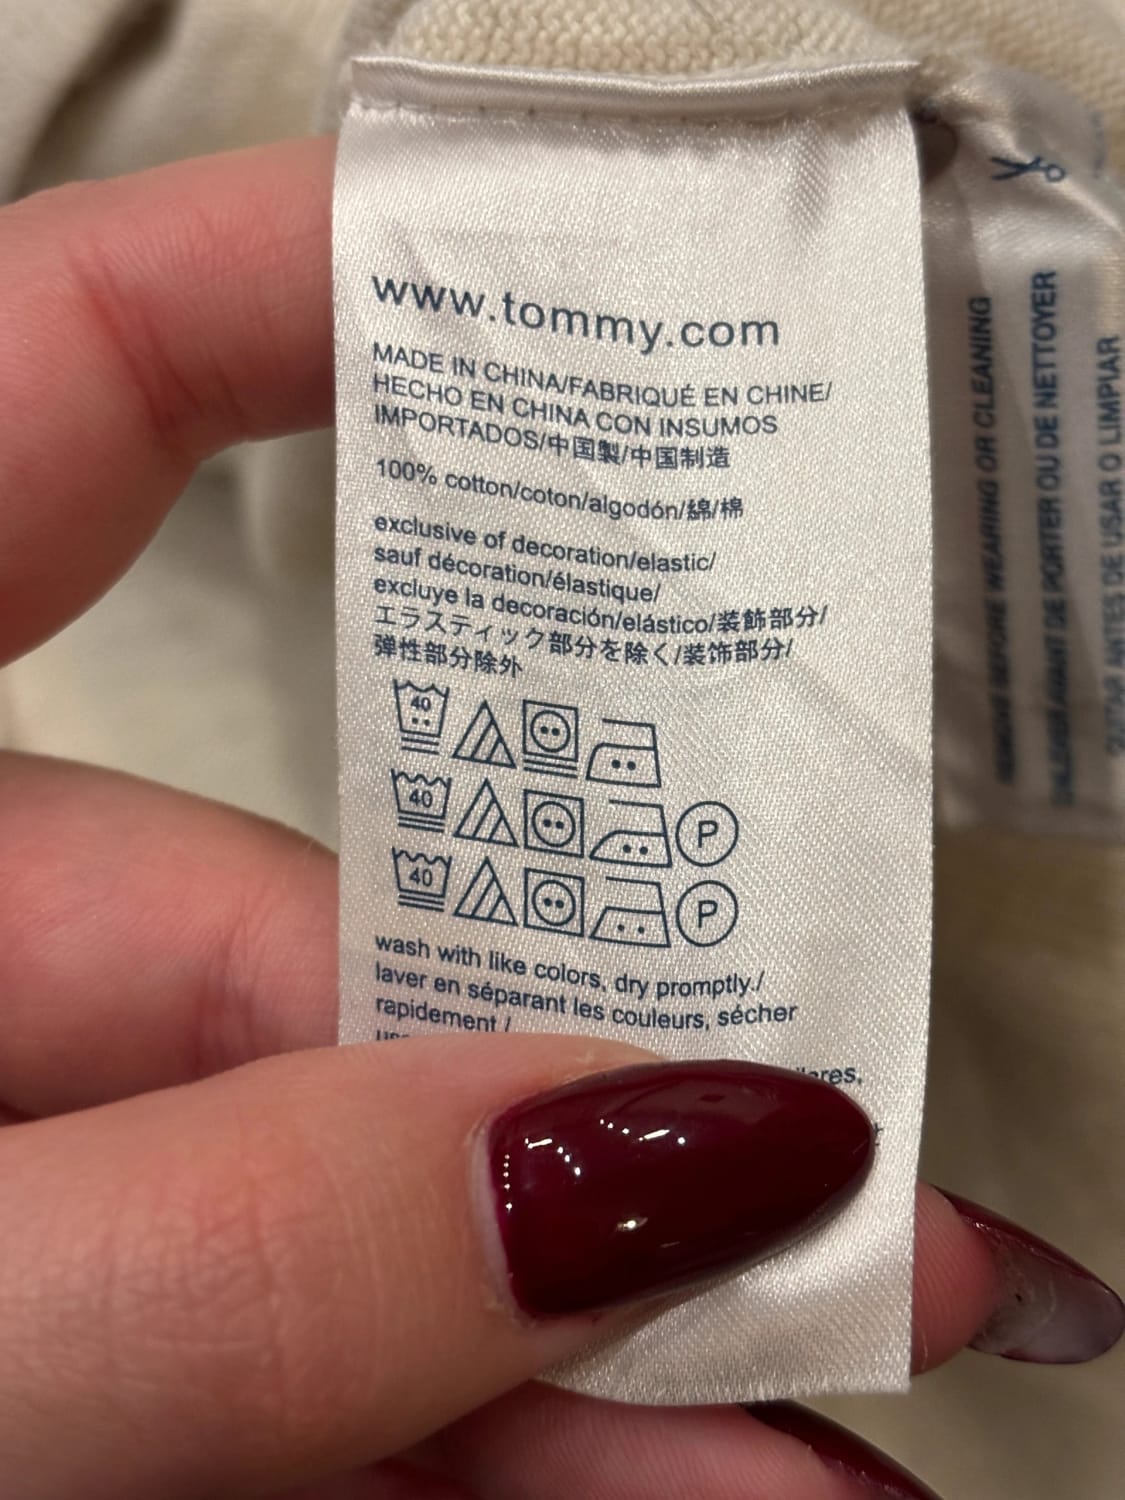 www.tommy.com
MADE IN CHINA/FABRIQUÉ EN CHINE/
HECHO EN CHINA CON INSUMOS
IMPORTADOS/中国製/中国制造
100% cotton/coton/algodón/綿/棉
exclusive of decoration/elastic/
sauf décoration/élastique/
excluye la decoración/elástico/装飾部分/
エラスティック部分を除く/装饰部分/
弹性部分除外
40
40 P
40 P
wash with like colors, dry promptly./
laver en séparant les couleurs, sécher
rapidement /
REMOVE BEFORE WEARING OR CLEANING
ENLEVER AVANT DE PORTER OU DE NETTOYER
ANTES DE USAR O LIMPIAR